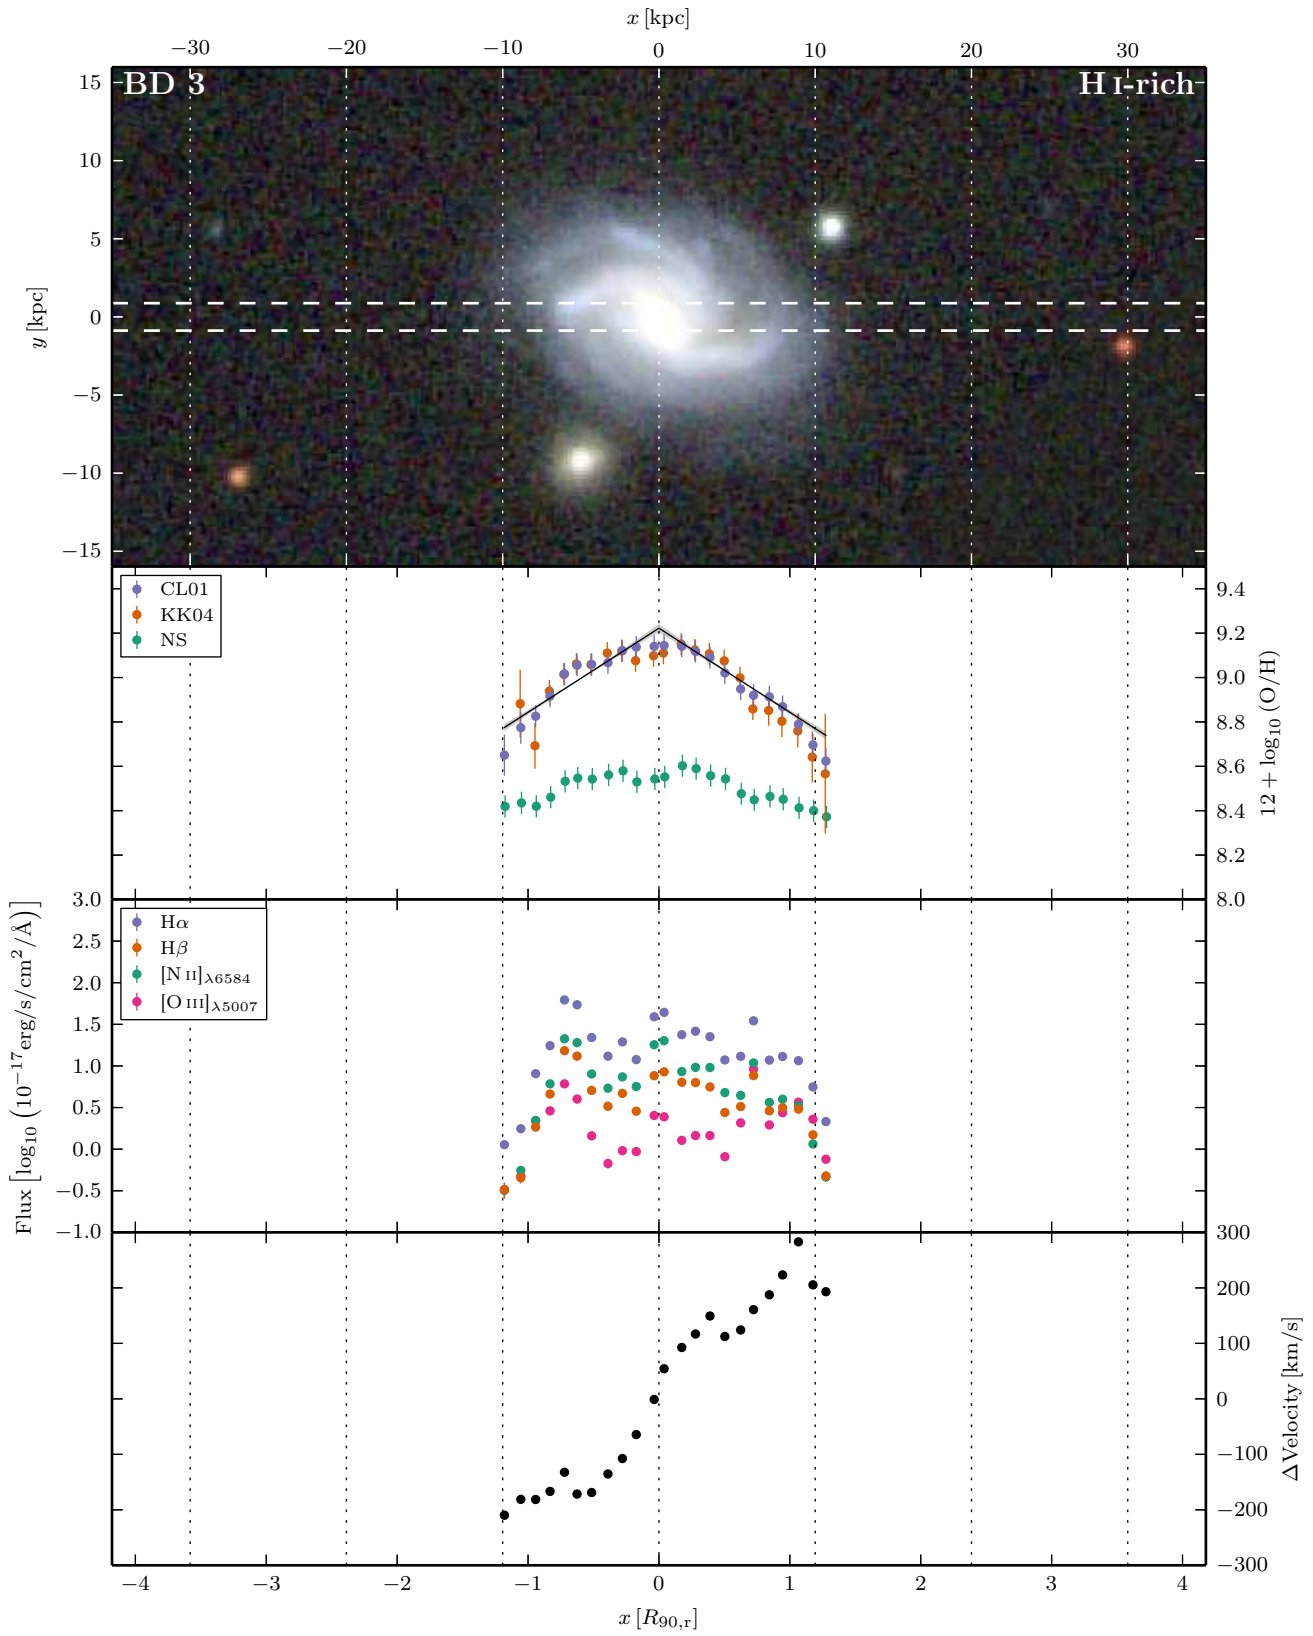 x [kpc]
−30 −20 −10 0 10 20 30
BD 3 H I-rich
15
10
5
0
−5
−10
−15
y [kpc]
CL01
KK04
NS
9.4
9.2
9.0
8.8
8.6
8.4
8.2
8.0
12 + log₁₀ (O/H)
Hα
Hβ
[N II]λ6584
[O III]λ5007
3.0
2.5
2.0
1.5
1.0
0.5
0.0
−0.5
−1.0
Flux [log₁₀ (10⁻¹⁷erg/s/cm²/Å)]
300
200
100
0
−100
−200
−300
ΔVelocity [km/s]
−4 −3 −2 −1 0 1 2 3 4
x [R₉₀,ᵣ]